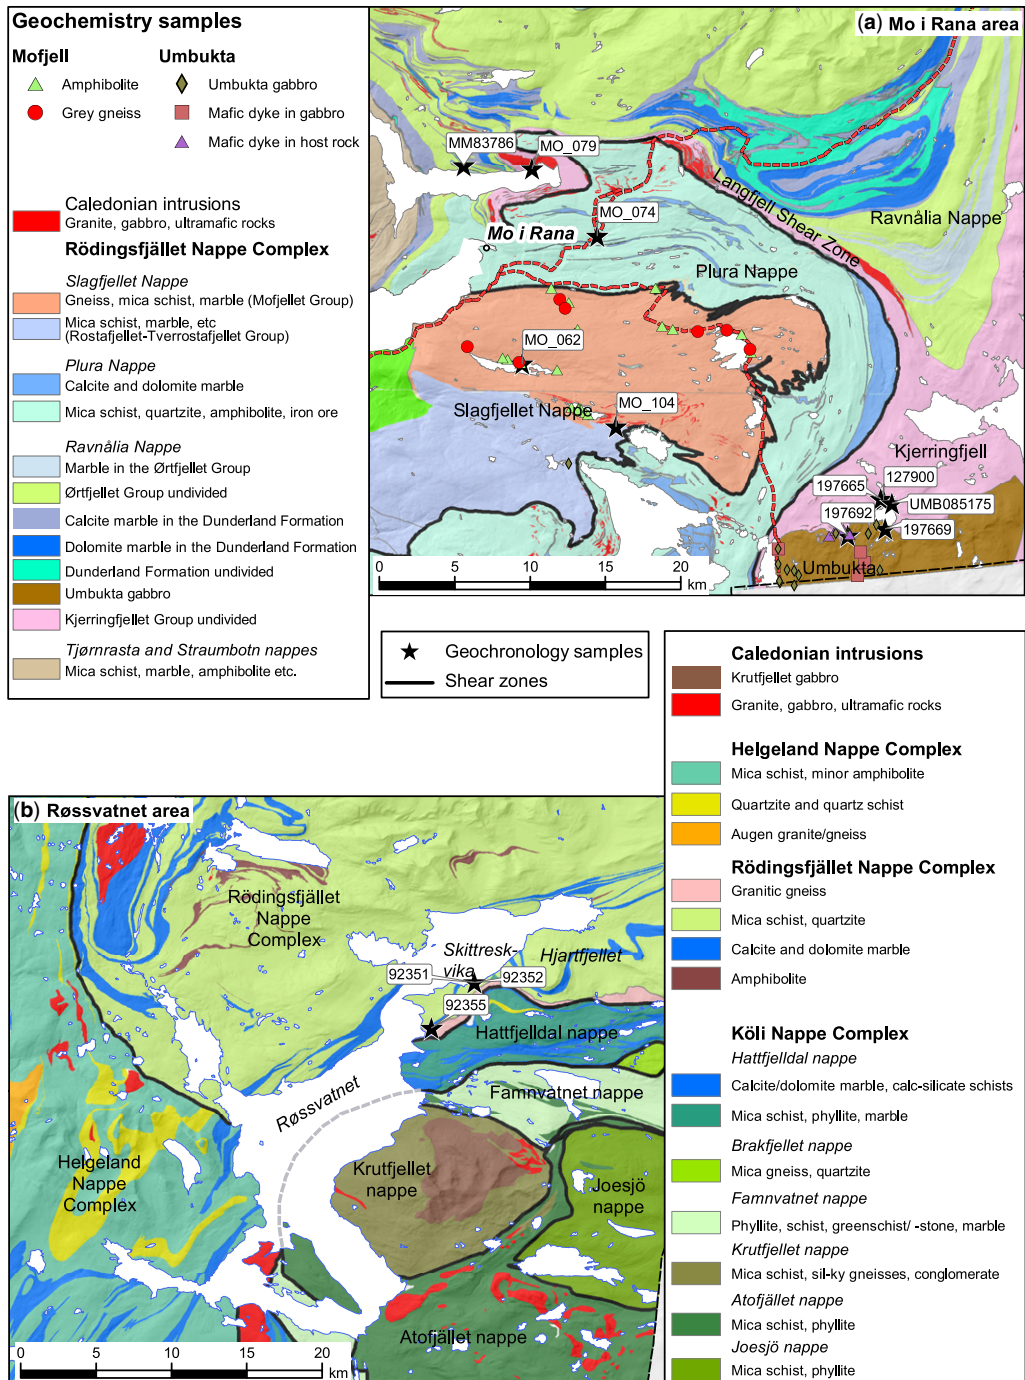 Geochemistry samples
Mofjell
Umbukta
Amphibolite
Grey gneiss
Umbukta gabbro
Mafic dyke in gabbro
Mafic dyke in host rock
Caledonian intrusions
Granite, gabbro, ultramafic rocks
Rödingsfjället Nappe Complex
Slagfjellet Nappe
Gneiss, mica schist, marble (Mofjellet Group)
Mica schist, marble, etc
(Rostafjellet-Tverrostafjellet Group)
Plura Nappe
Calcite and dolomite marble
Mica schist, quartzite, amphibolite, iron ore
Ravnålia Nappe
Marble in the Ørtfjellet Group
Ørtfjellet Group undivided
Calcite marble in the Dunderland Formation
Dolomite marble in the Dunderland Formation
Dunderland Formation undivided
Umbukta gabbro
Kjerringfjellet Group undivided
Tjørnrasta and Straumbotn nappes
Mica schist, marble, amphibolite etc.
(a) Mo i Rana area
MM83786
MO_079
MO_074
Mo i Rana
Langfjell Shear Zone
Ravnålia Nappe
Plura Nappe
MO_062
MO_104
Slagfjellet Nappe
Kjerringfjell
197665
127900
UMB085175
197692
197669
Umbukta
0 5 10 15 20
km
Geochronology samples
Shear zones
Caledonian intrusions
Krutfjellet gabbro
Granite, gabbro, ultramafic rocks
Helgeland Nappe Complex
Mica schist, minor amphibolite
Quartzite and quartz schist
Augen granite/gneiss
Rödingsfjället Nappe Complex
Granitic gneiss
Mica schist, quartzite
Calcite and dolomite marble
Amphibolite
Köli Nappe Complex
Hattfjelldal nappe
Calcite/dolomite marble, calc-silicate schists
Mica schist, phyllite, marble
Brakfjellet nappe
Mica gneiss, quartzite
Famnvatnet nappe
Phyllite, schist, greenschist/ -stone, marble
Krutfjellet nappe
Mica schist, sil-ky gneisses, conglomerate
Atofjället nappe
Mica schist, phyllite
Joesjö nappe
Mica schist, phyllite
(b) Røssvatnet area
Rödingsfjället
Nappe
Complex
Skittresk-
vika
Hjartfjellet
92351
92352
92355
Hattfjelldal nappe
Famnvatnet nappe
Røssvatnet
Helgeland
Nappe
Complex
Krutfjellet
nappe
Joesjö
nappe
Atofjället nappe
0 5 10 15 20
km